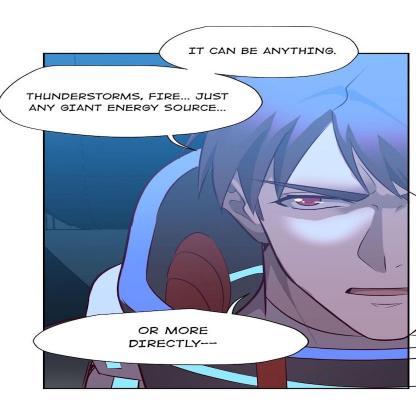 IT CAN BE ANYTHING.
THUNDERSTORMS, FIRE... JUST
ANY GIANT ENERGY SOURCE...
OR MORE
DIRECTLY--